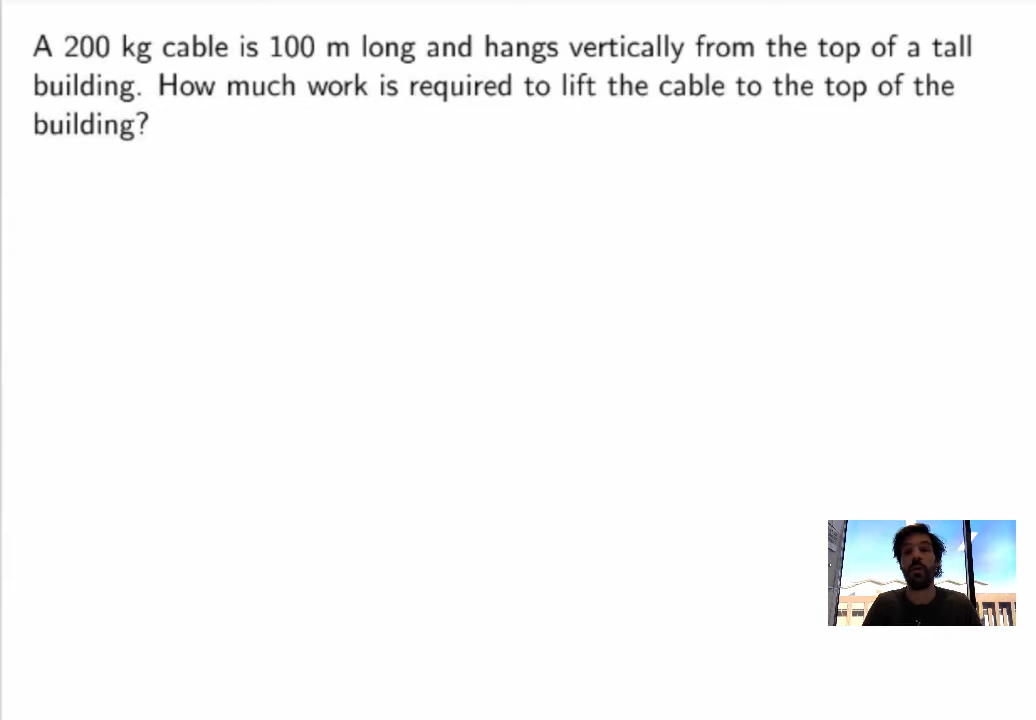 A 200 kg cable is 100 m long and hangs vertically from the top of a tall
building. How much work is required to lift the cable to the top of the
building?